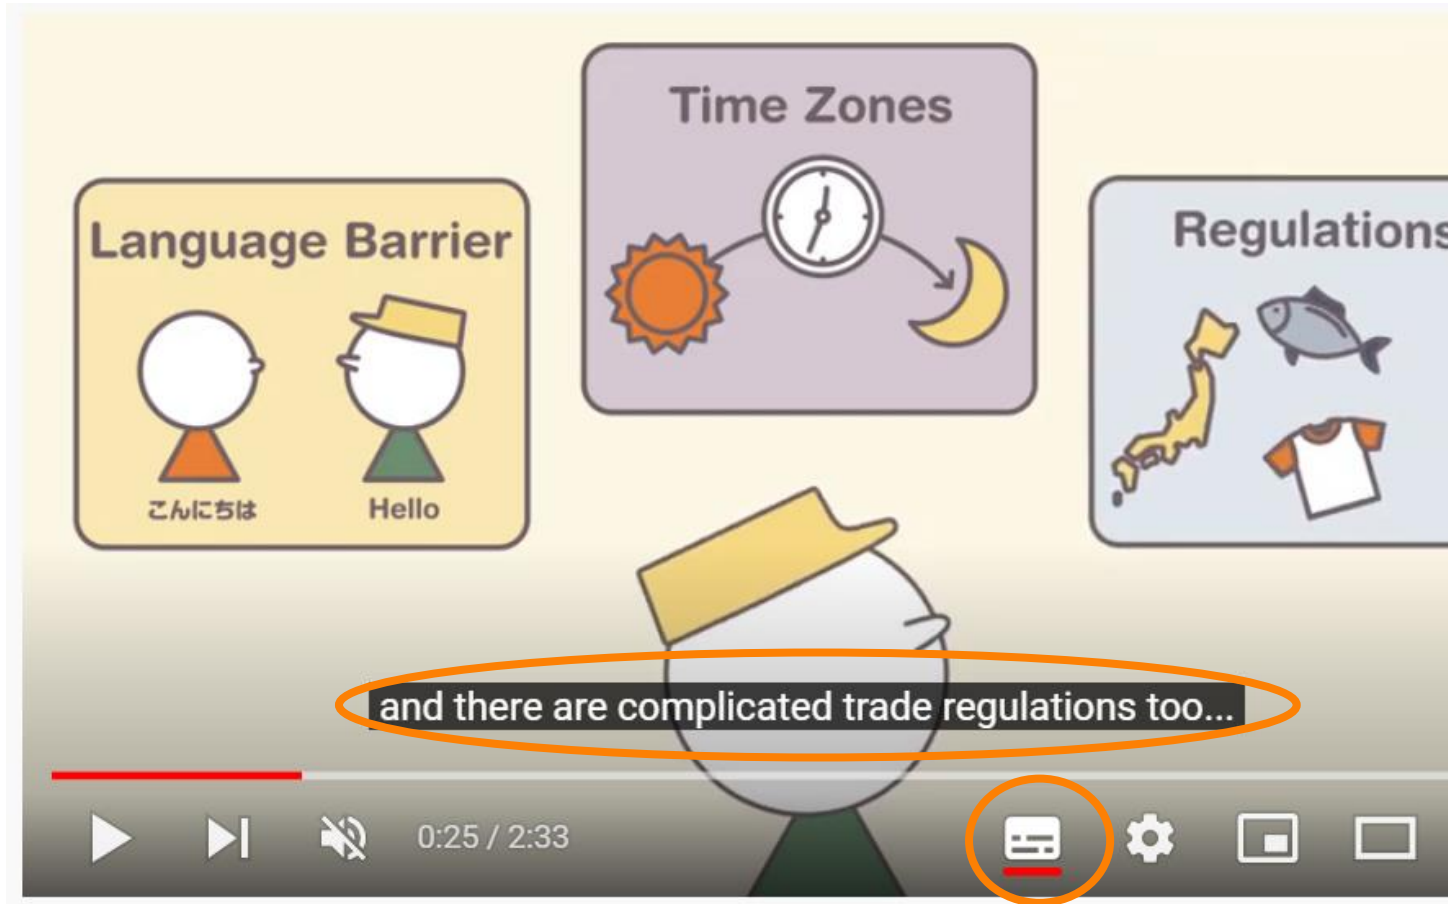 Time Zones
Language Barrier
Regulations
こんにちは
Hello
and there are complicated trade regulations too...
0:25 / 2:33